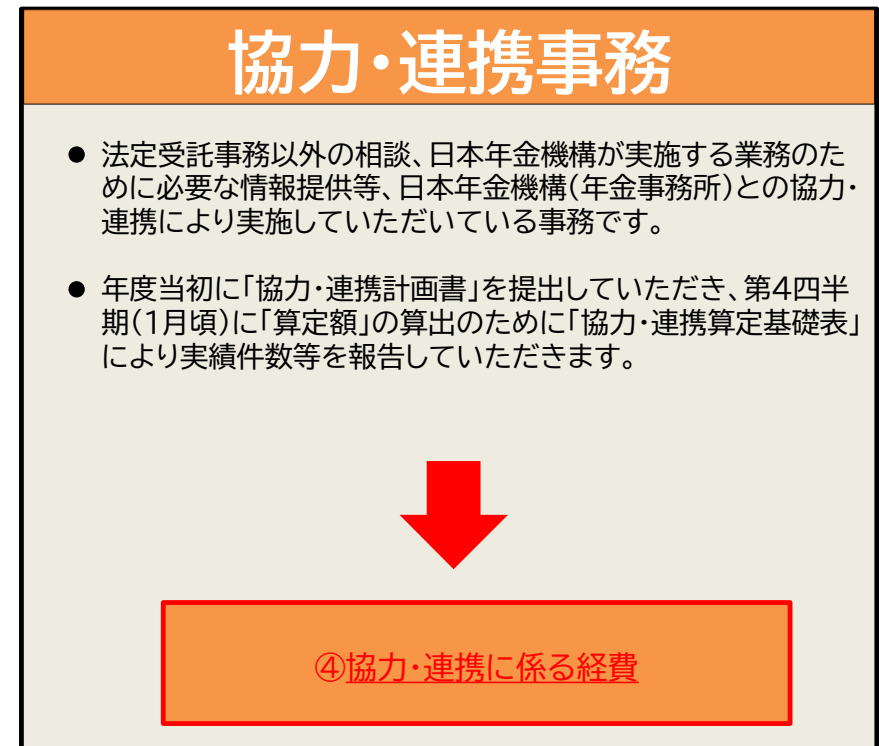 協力・連携事務
● 法定受託事務以外の相談、日本年金機構が実施する業務のた
めに必要な情報提供等、日本年金機構(年金事務所)との協力・
連携により実施していただいている事務です。
● 年度当初に「協力・連携計画書」を提出していただき、第4四半
期(1月頃)に「算定額」の算出のために「協力・連携算定基礎表」
により実績件数等を報告していただきます。
④協力・連携に係る経費